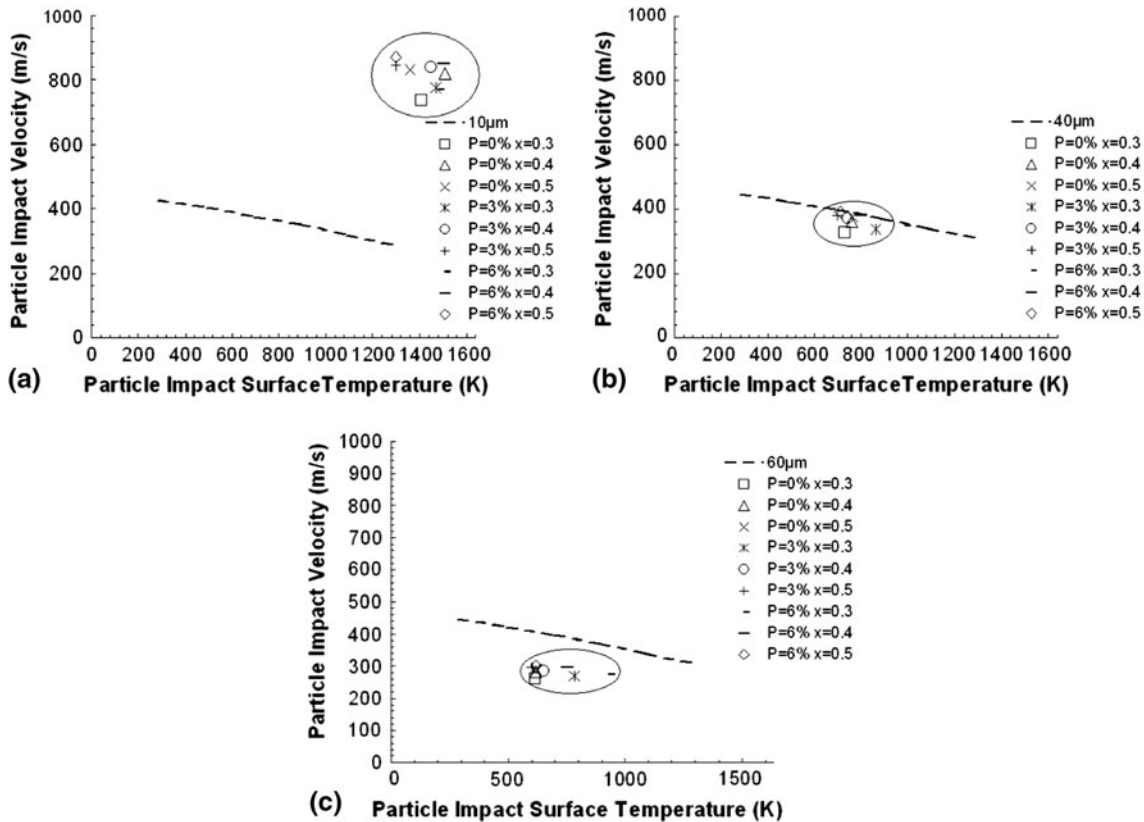 1000
800
600
400
200
0
Particle Impact Velocity (m/s)
10μm
P=0% x=0.3
P=0% x=0.4
P=0% x=0.5
P=3% x=0.3
P=3% x=0.4
P=3% x=0.5
P=6% x=0.3
P=6% x=0.4
P=6% x=0.5
0 200 400 600 800 1000 1200 1400 1600
(a)
Particle Impact SurfaceTemperature (K)
1000
800
600
400
200
0
Particle Impact Velocity (m/s)
40μm
P=0% x=0.3
P=0% x=0.4
P=0% x=0.5
P=3% x=0.3
P=3% x=0.4
P=3% x=0.5
P=6% x=0.3
P=6% x=0.4
P=6% x=0.5
0 200 400 600 800 1000 1200 1400 1600
(b)
Particle Impact SurfaceTemperature (K)
1000
900
800
700
600
500
400
300
200
100
0
Particle Impact Velocity (m/s)
60μm
P=0% x=0.3
P=0% x=0.4
P=0% x=0.5
P=3% x=0.3
P=3% x=0.4
P=3% x=0.5
P=6% x=0.3
P=6% x=0.4
P=6% x=0.5
0 500 1000 1500
(c)
Particle Impact Surface Temperature (K)